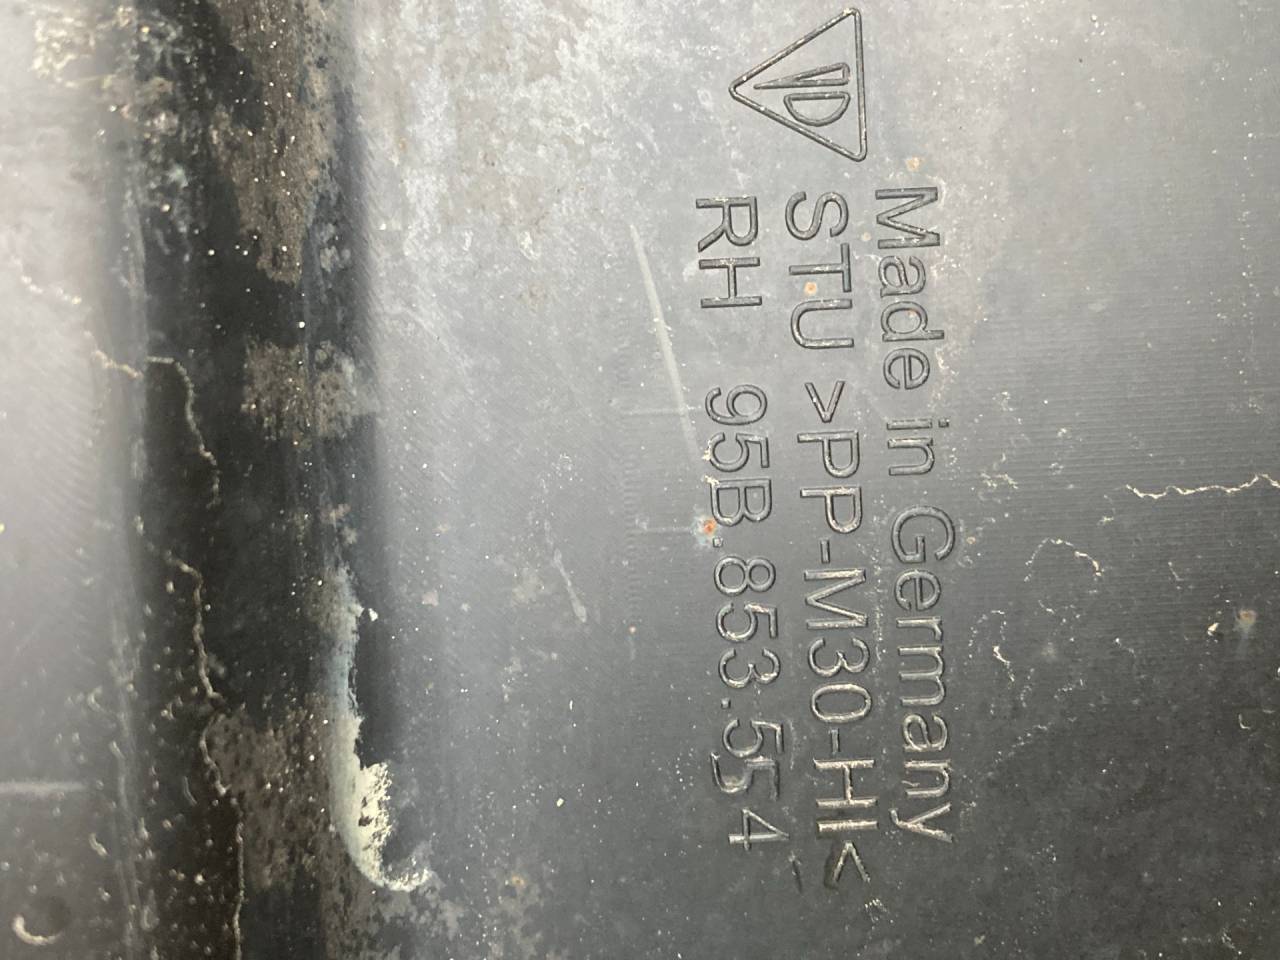 Made in Germany
STU >PP-M30-HI<
RH 95B.853.554